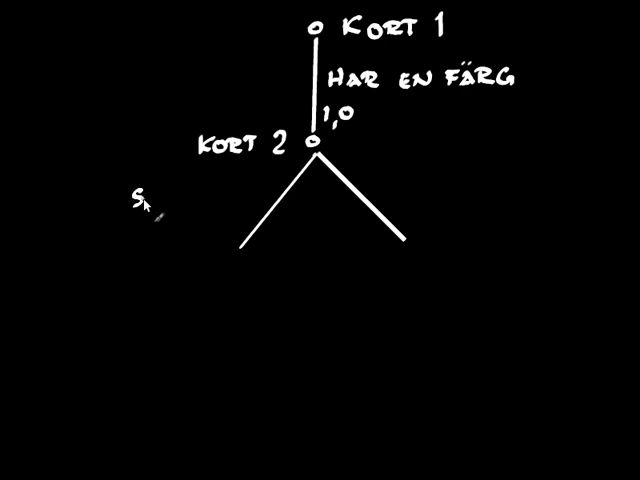 KORT 1
HAR EN FÄRG
1,0
KORT 2
S